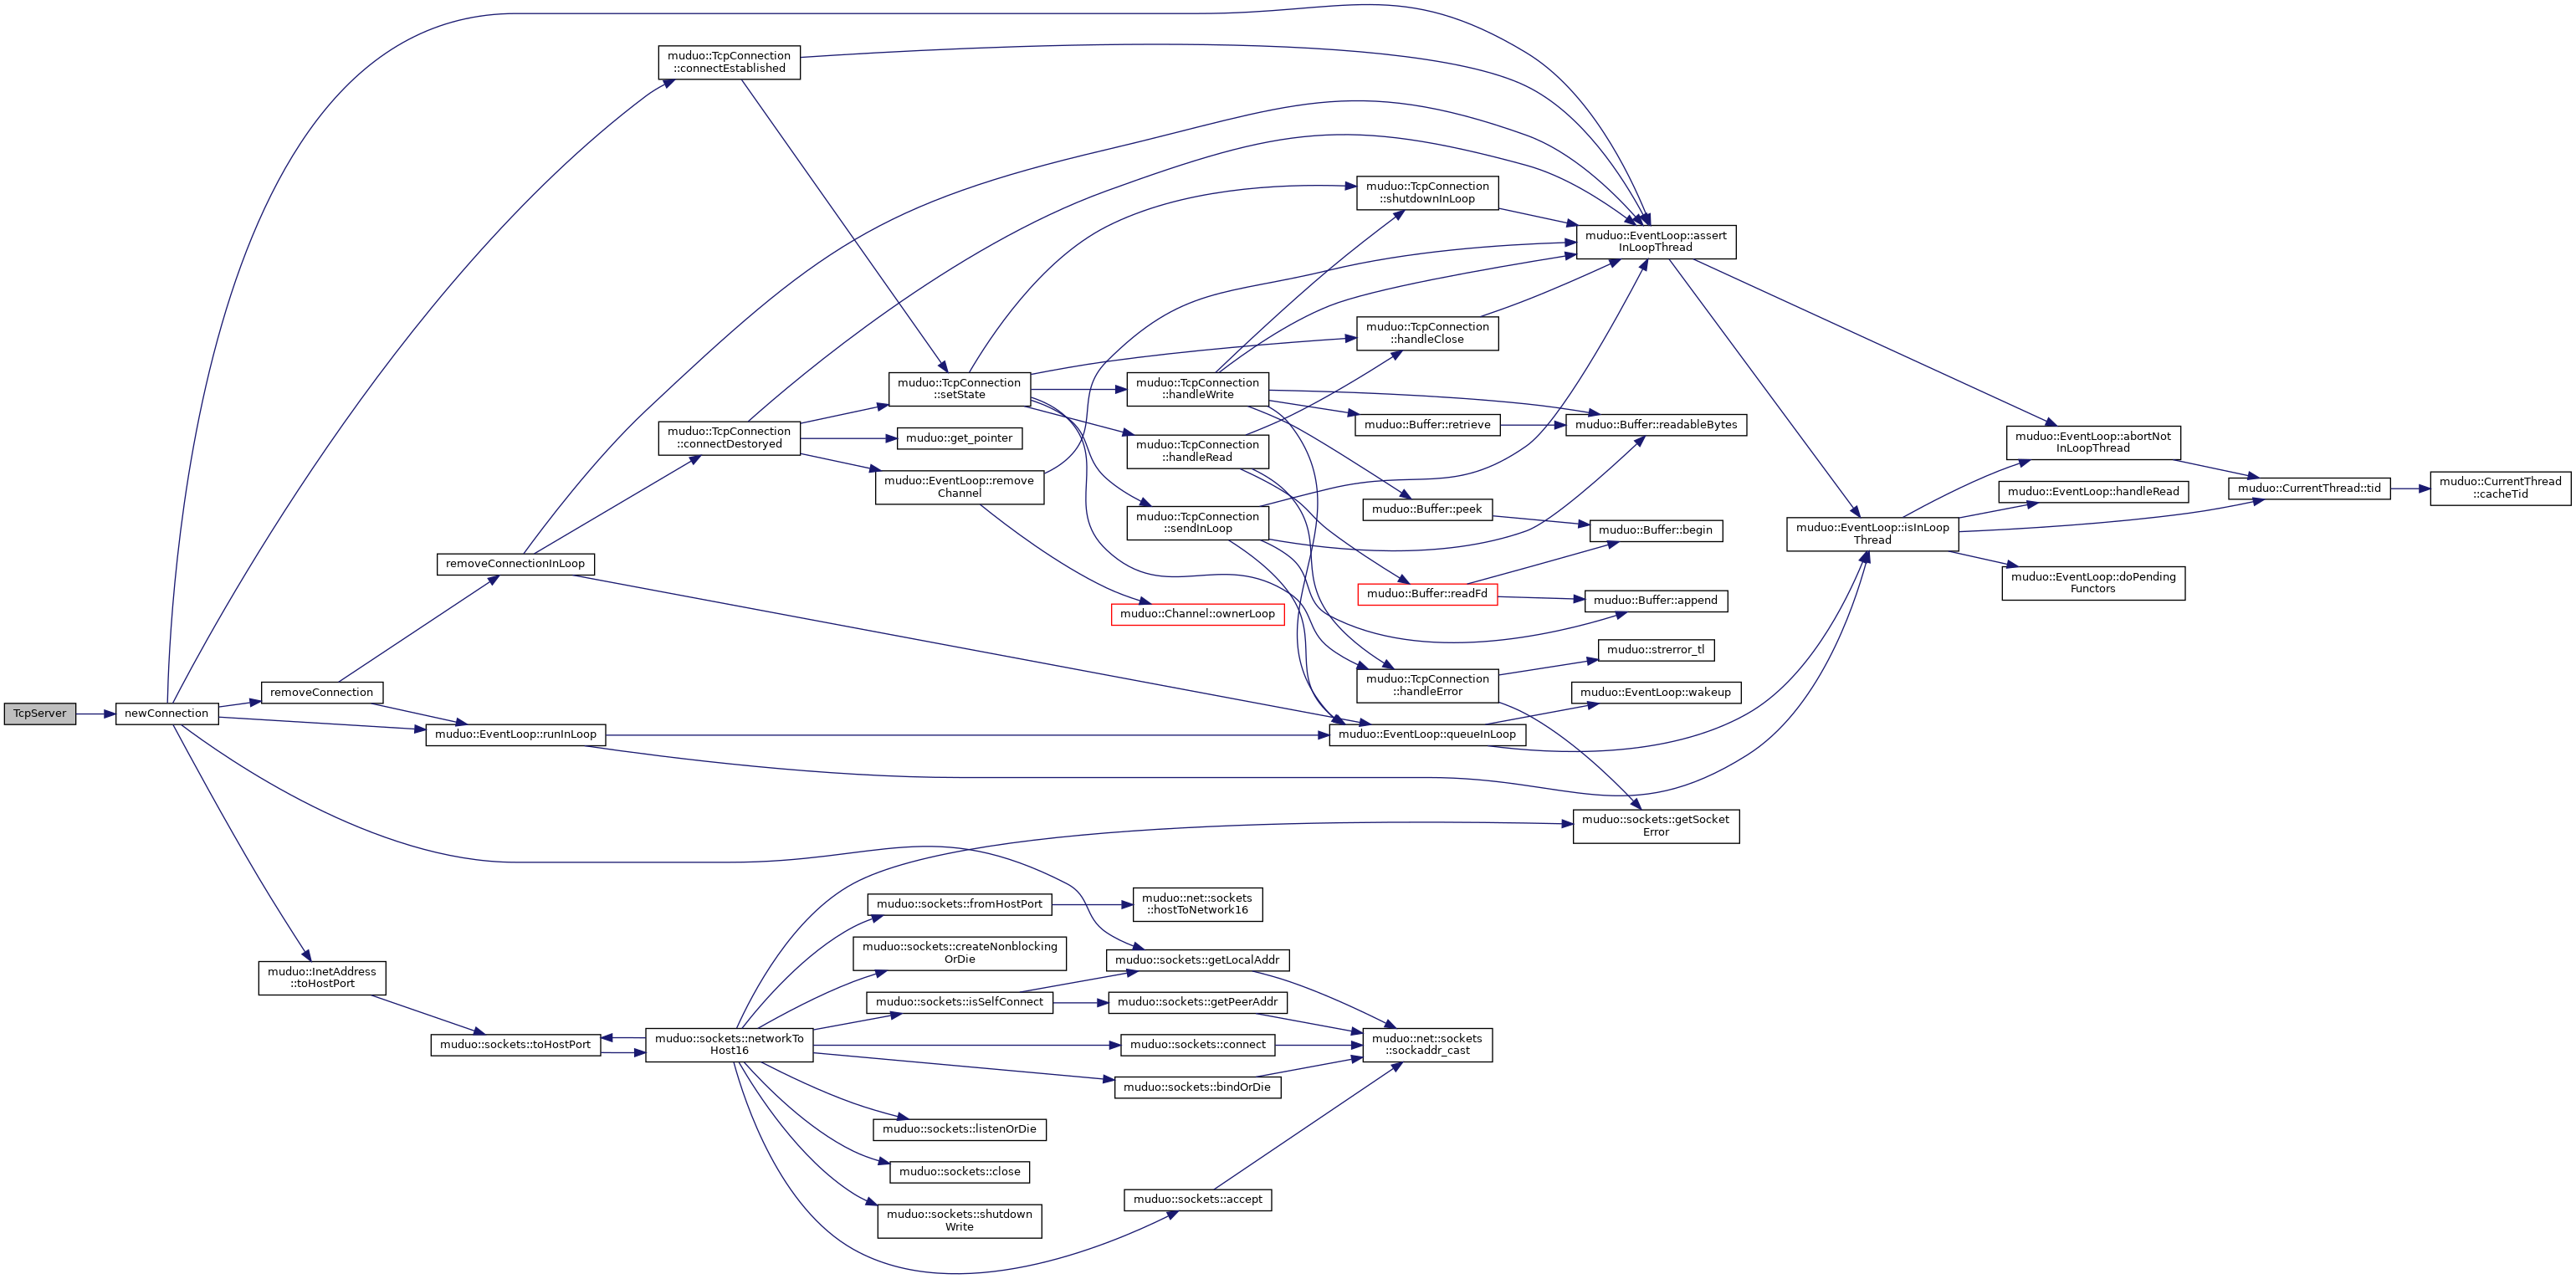 TcpServer
newConnection
muduo::TcpConnection
::connectEstablished
removeConnection
muduo::EventLoop::runInLoop
muduo::InetAddress
::toHostPort
removeConnectionInLoop
muduo::sockets::toHostPort
muduo::TcpConnection
::connectDestoryed
muduo::sockets::networkTo
Host16
muduo::TcpConnection
::setState
muduo::get_pointer
muduo::EventLoop::remove
Channel
muduo::sockets::fromHostPort
muduo::sockets::createNonblocking
OrDie
muduo::sockets::isSelfConnect
muduo::sockets::listenOrDie
muduo::sockets::close
muduo::sockets::shutdown
Write
muduo::TcpConnection
::handleWrite
muduo::TcpConnection
::handleRead
muduo::TcpConnection
::sendInLoop
muduo::Channel::ownerLoop
muduo::net::sockets
::hostToNetwork16
muduo::sockets::getLocalAddr
muduo::sockets::getPeerAddr
muduo::sockets::connect
muduo::sockets::bindOrDie
muduo::sockets::accept
muduo::TcpConnection
::shutdownInLoop
muduo::TcpConnection
::handleClose
muduo::Buffer::retrieve
muduo::Buffer::peek
muduo::Buffer::readFd
muduo::TcpConnection
::handleError
muduo::EventLoop::queueInLoop
muduo::net::sockets
::sockaddr_cast
muduo::EventLoop::assert
InLoopThread
muduo::Buffer::readableBytes
muduo::Buffer::begin
muduo::Buffer::append
muduo::strerror_tl
muduo::EventLoop::wakeup
muduo::sockets::getSocket
Error
muduo::EventLoop::isInLoop
Thread
muduo::EventLoop::abortNot
InLoopThread
muduo::EventLoop::handleRead
muduo::EventLoop::doPending
Functors
muduo::CurrentThread::tid
muduo::CurrentThread
::cacheTid